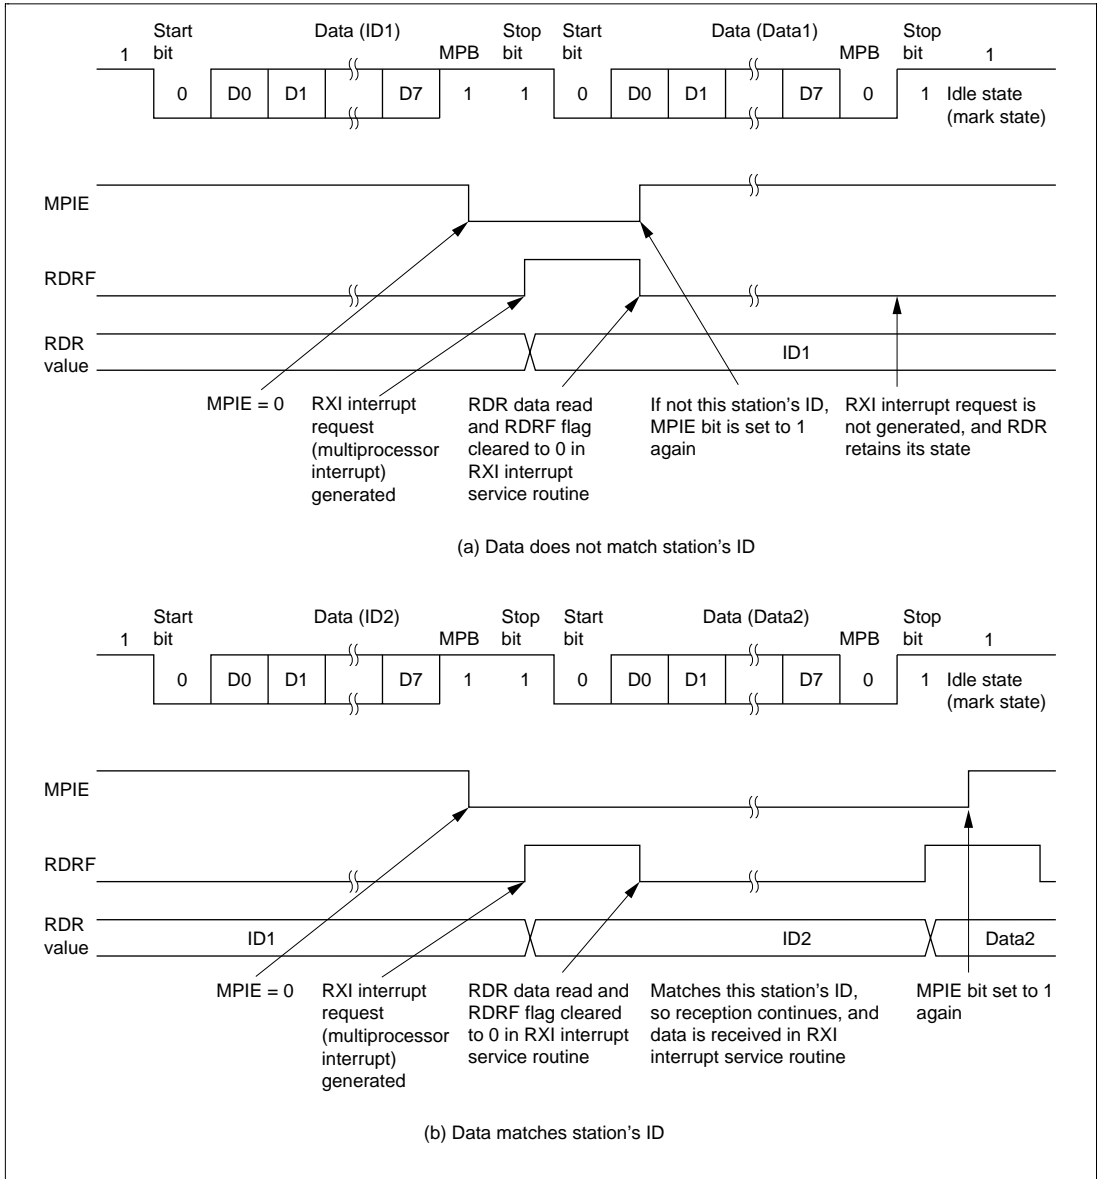 Start Data (ID1) Stop Start Data (Data1) Stop
1 bit MPB bit bit MPB bit 1
0 D0 D1 D7 1 1 0 D0 D1 D7 0 1 Idle state
(mark state)
MPIE
RDRF
RDR
value
ID1
MPIE = 0
RXI interrupt
request
(multiprocessor
interrupt)
generated
RDR data read
and RDRF flag
cleared to 0 in
RXI interrupt
service routine
If not this station's ID,
MPIE bit is set to 1
again
RXI interrupt request is
not generated, and RDR
retains its state
(a) Data does not match station's ID
Start Data (ID2) Stop Start Data (Data2) Stop
1 bit MPB bit bit MPB bit 1
0 D0 D1 D7 1 1 0 D0 D1 D7 0 1 Idle state
(mark state)
MPIE
RDRF
RDR
value
ID1 ID2 Data2
MPIE = 0
RXI interrupt
request
(multiprocessor
interrupt)
generated
RDR data read and
RDRF flag cleared
to 0 in RXI interrupt
service routine
Matches this station's ID,
so reception continues, and
data is received in RXI
interrupt service routine
MPIE bit set to 1
again
(b) Data matches station's ID